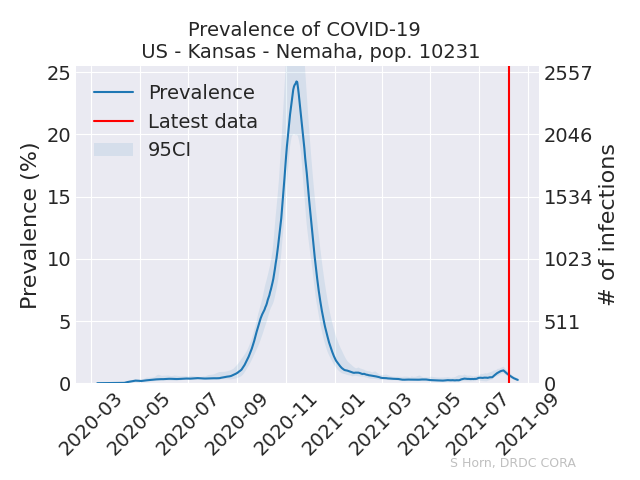 Prevalence of COVID-19
US - Kansas - Nemaha, pop. 10231
Prevalence
Latest data
95CI
Prevalence (%)
25
20
15
10
5
0
2557
2046
1534
1023
511
0
# of infections
2020-03
2020-05
2020-07
2020-09
2020-11
2021-01
2021-03
2021-05
2021-07
2021-09
S Horn, DRDC CORA